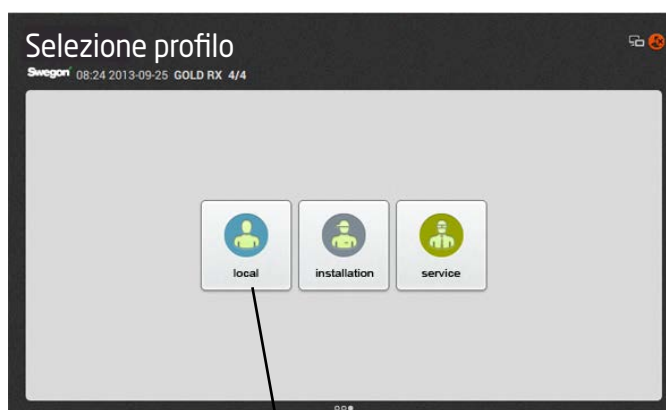 Selezione profilo
Swegon 08:24 2013-09-25 GOLD RX 4/4
local installation service